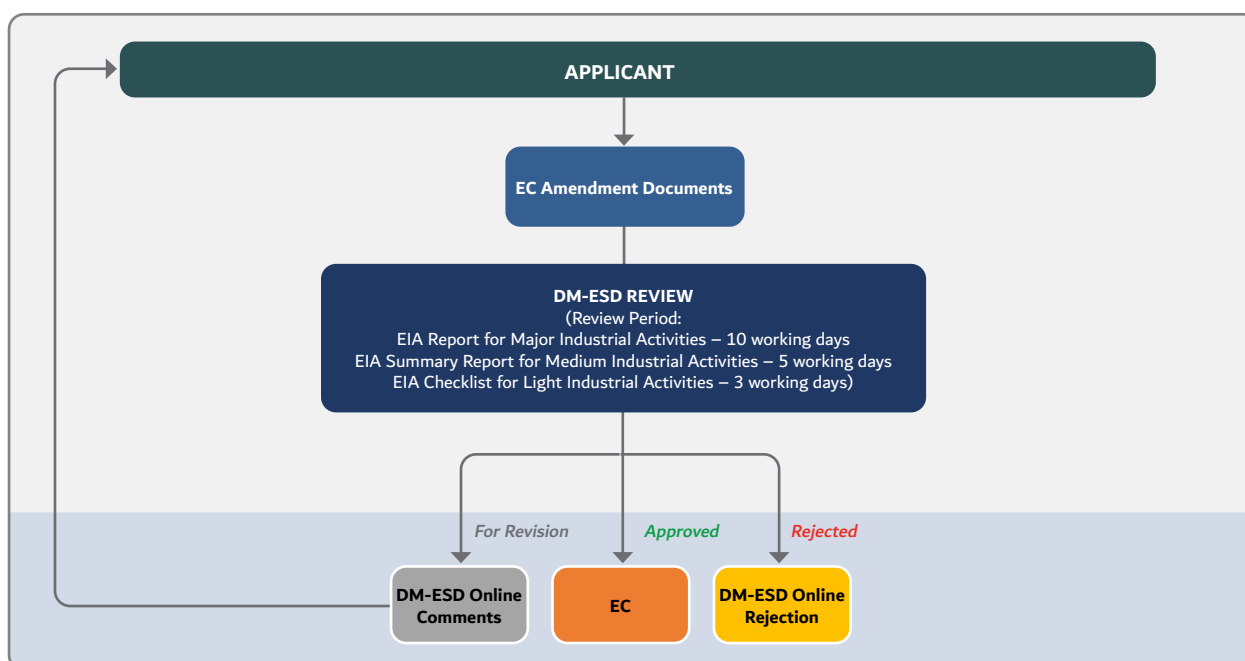 APPLICANT
EC Amendment Documents
DM-ESD REVIEW
(Review Period:
EIA Report for Major Industrial Activities – 10 working days
EIA Summary Report for Medium Industrial Activities – 5 working days
EIA Checklist for Light Industrial Activities – 3 working days)
For Revision
Approved
Rejected
DM-ESD Online
Comments
EC
DM-ESD Online
Rejection